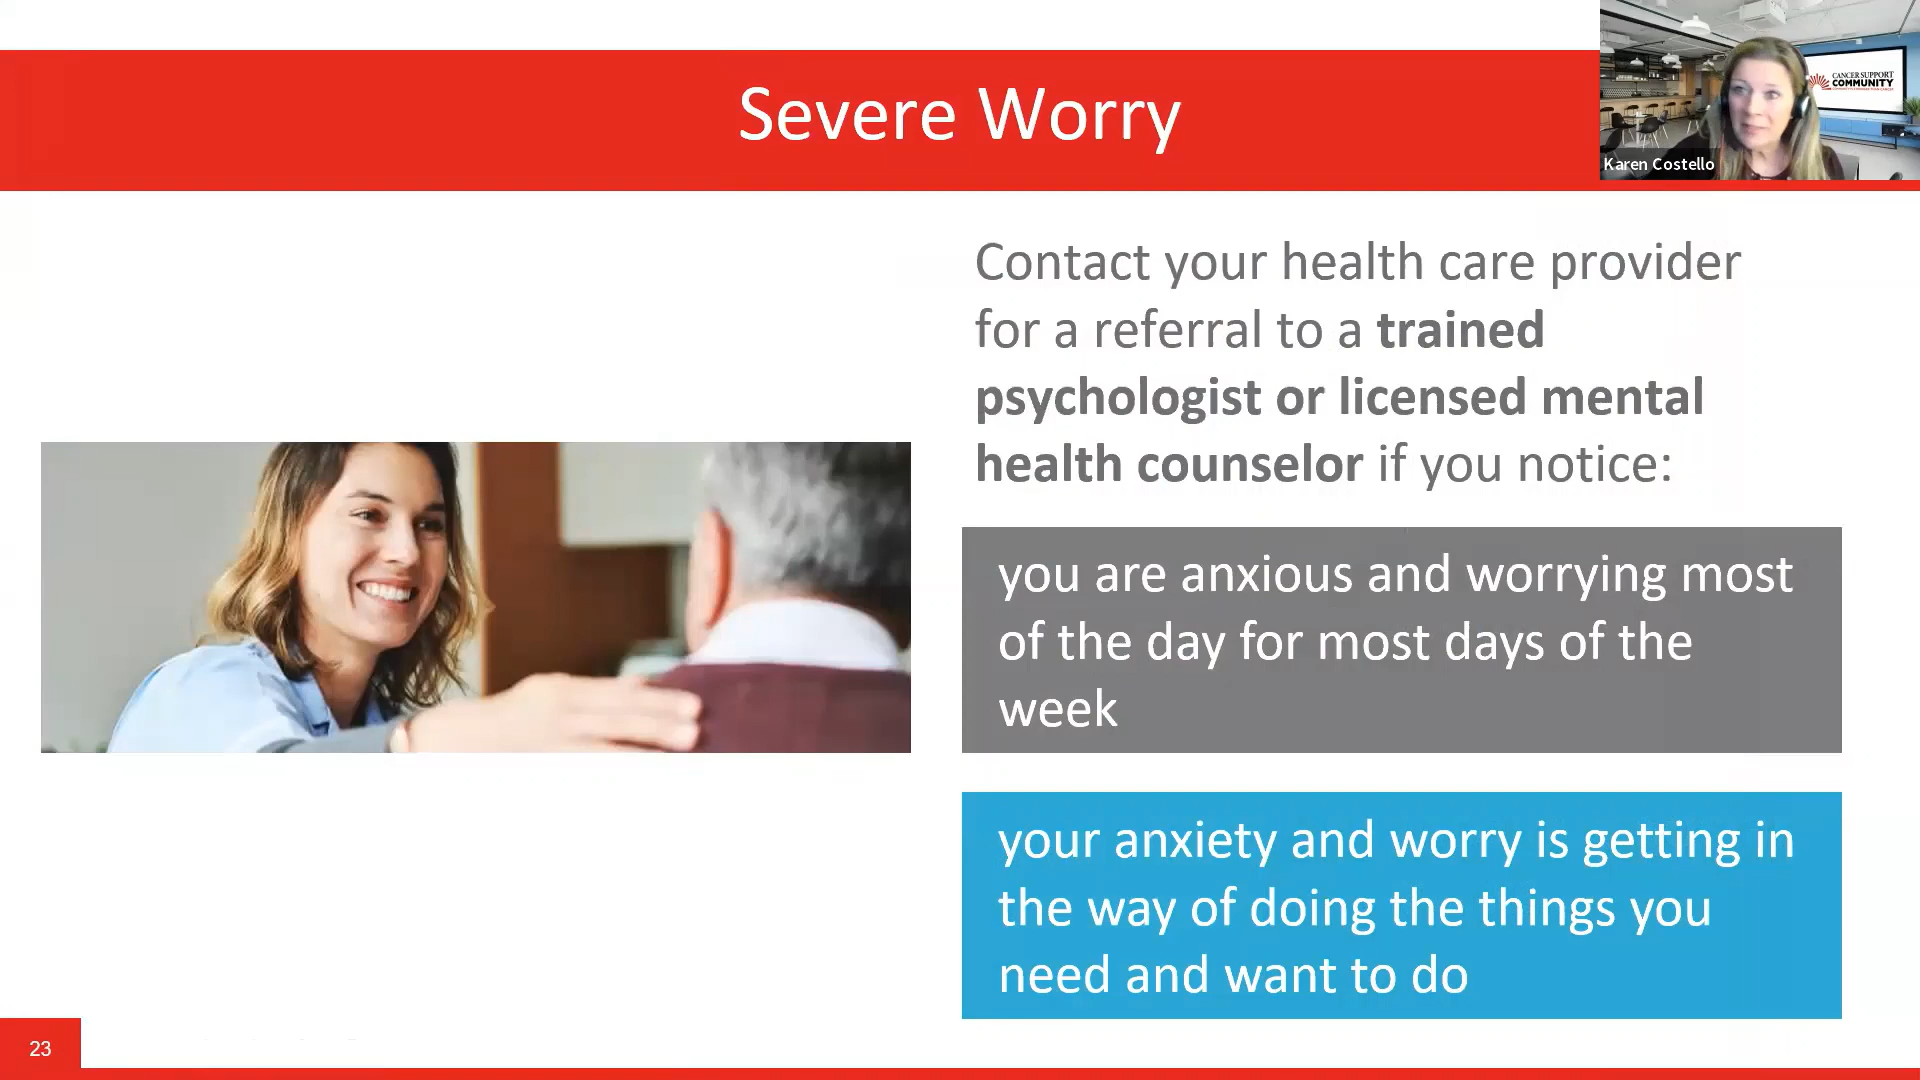 Severe Worry
CANCER SUPPORT
COMMUNITY
Karen Costello
Contact your health care provider
for a referral to a trained
psychologist or licensed mental
health counselor if you notice:
you are anxious and worrying most
of the day for most days of the
week
your anxiety and worry is getting in
the way of doing the things you
need and want to do
23